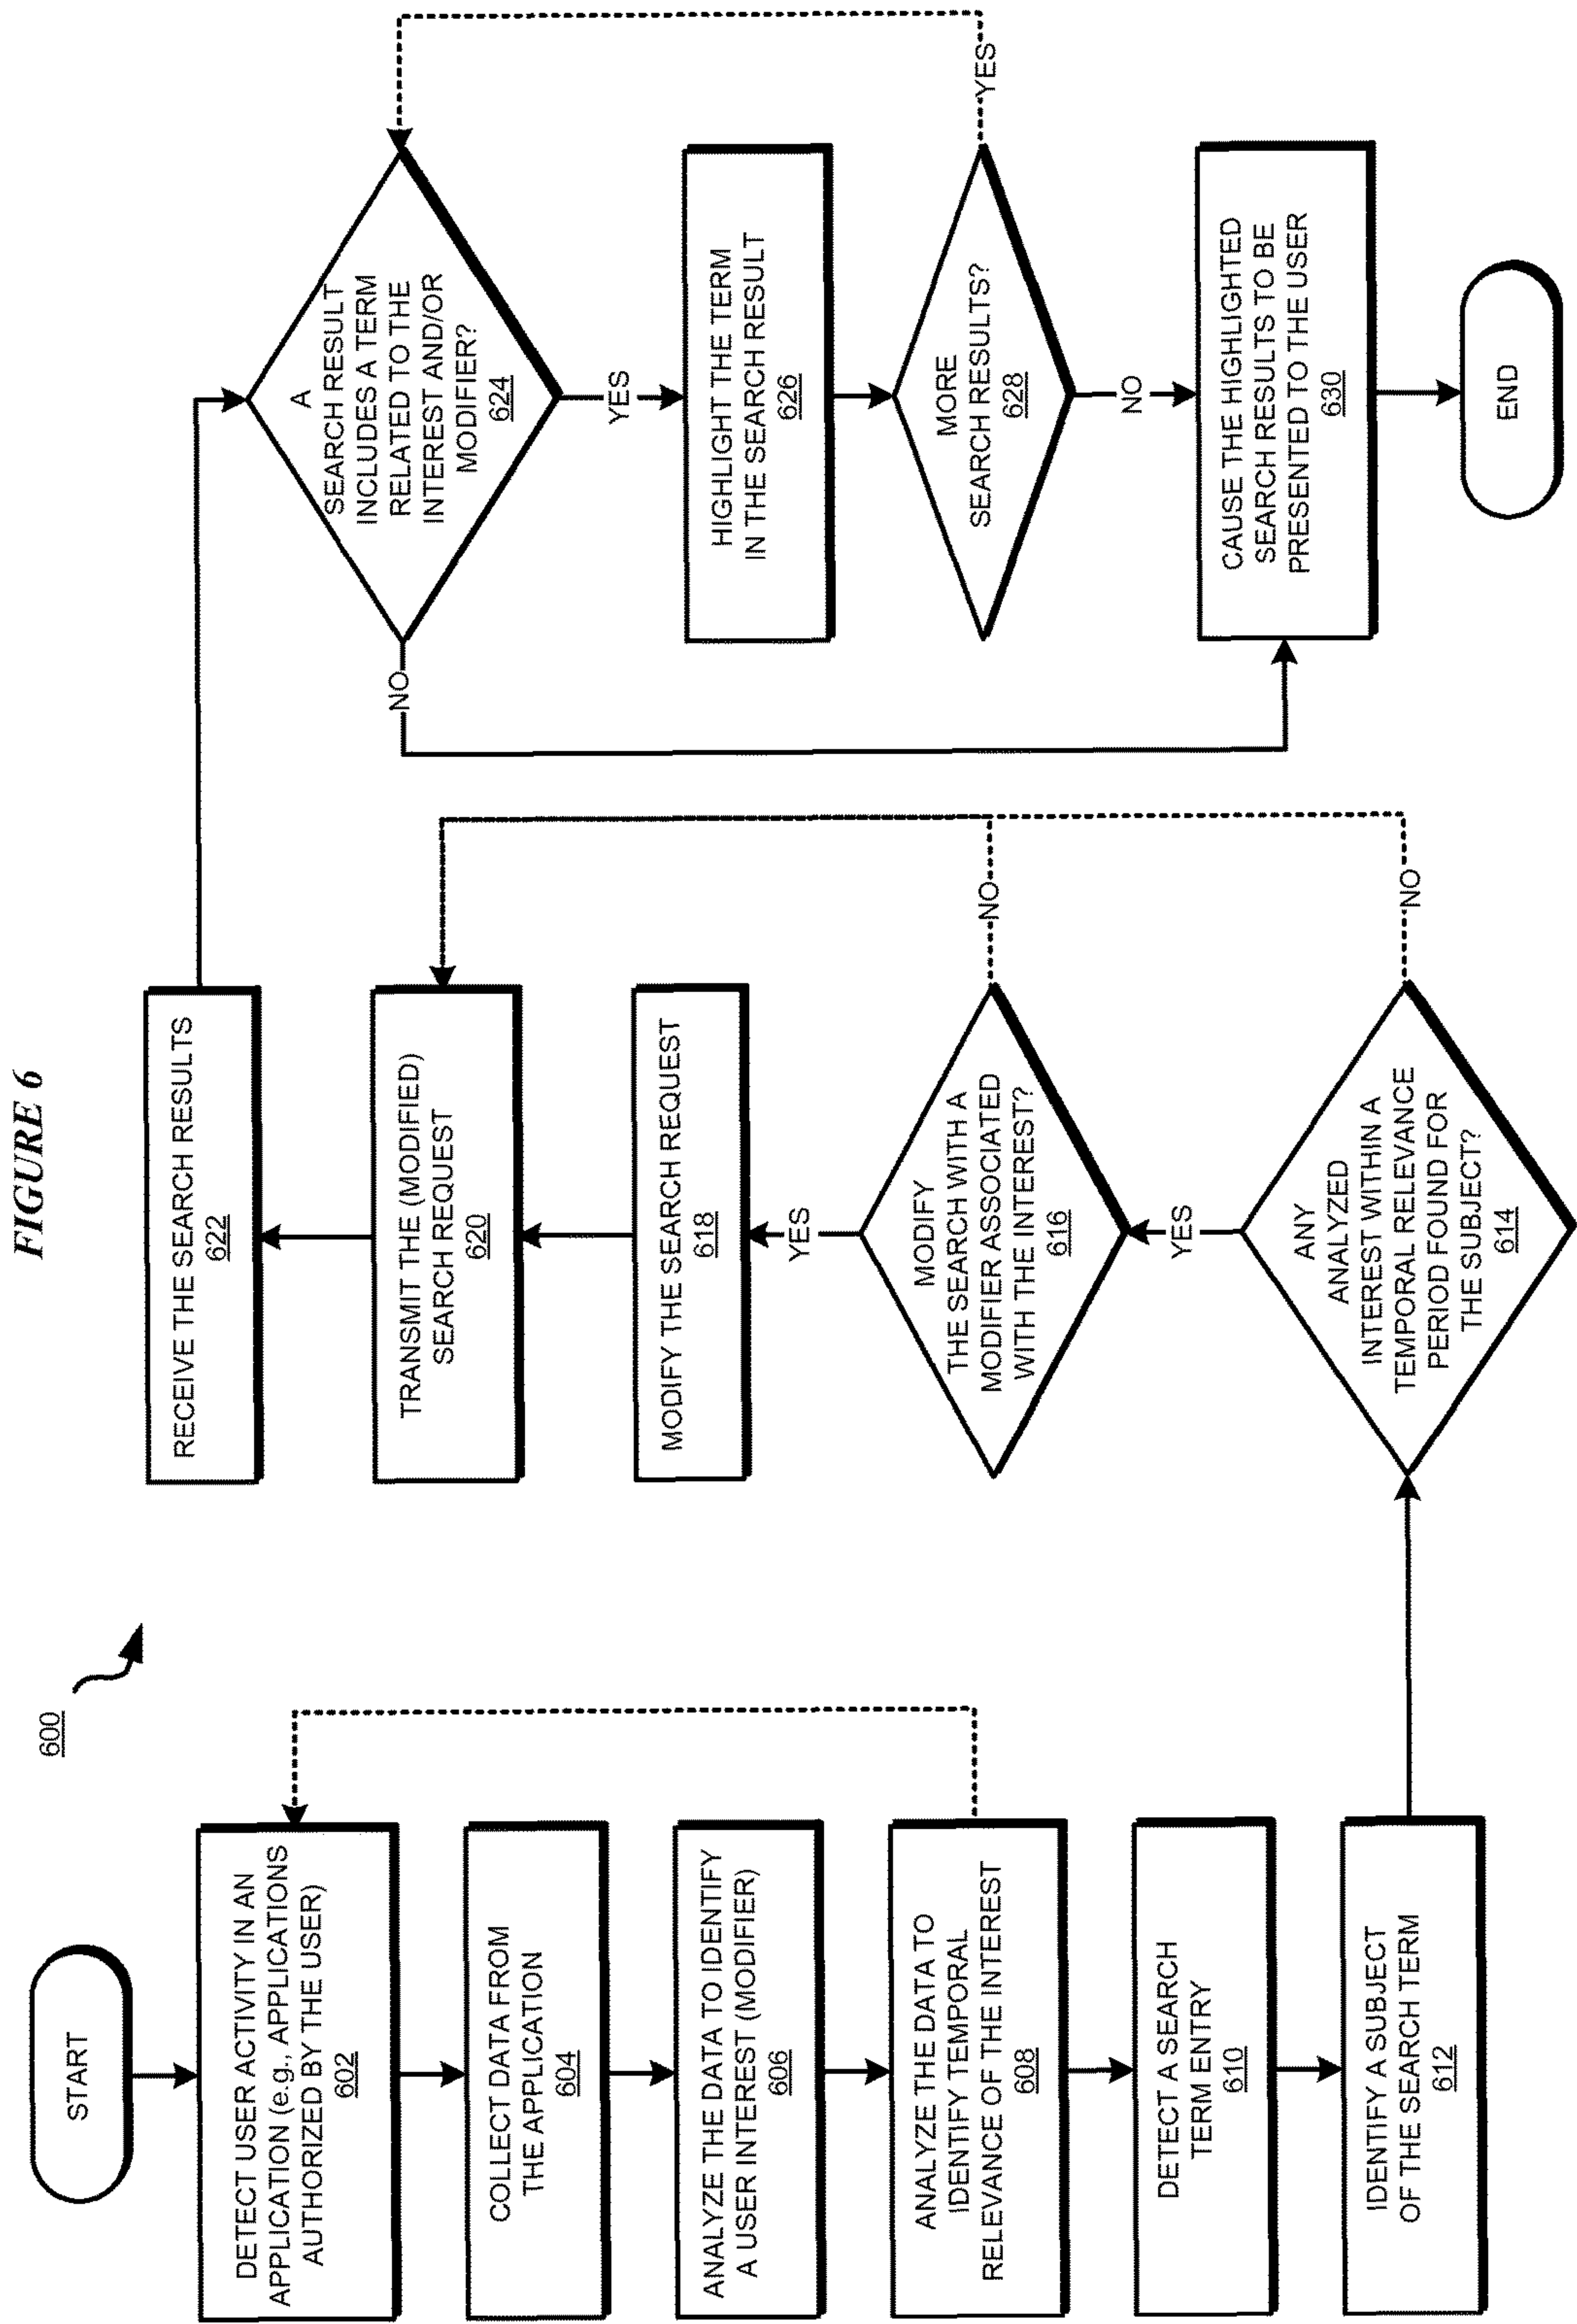 FIGURE 6
600
START
DETECT USER ACTIVITY IN AN
APPLICATION (e.g., APPLICATIONS
AUTHORIZED BY THE USER)
602
COLLECT DATA FROM
THE APPLICATION
604
ANALYZE THE DATA TO IDENTIFY
A USER INTEREST (MODIFIER)
606
ANALYZE THE DATA TO
IDENTIFY TEMPORAL
RELEVANCE OF THE INTEREST
608
DETECT A SEARCH
TERM ENTRY
610
IDENTIFY A SUBJECT
OF THE SEARCH TERM
612
ANY
ANALYZED
INTEREST WITHIN A
TEMPORAL RELEVANCE
PERIOD FOUND FOR
THE SUBJECT?
614
NO
YES
MODIFY
THE SEARCH WITH A
MODIFIER ASSOCIATED
WITH THE INTEREST?
616
NO
YES
MODIFY THE SEARCH REQUEST
618
TRANSMIT THE (MODIFIED)
SEARCH REQUEST
620
RECEIVE THE SEARCH RESULTS
622
A
SEARCH RESULT
INCLUDES A TERM
RELATED TO THE
INTEREST AND/OR
MODIFIER?
624
NO
YES
HIGHLIGHT THE TERM
IN THE SEARCH RESULT
626
MORE
SEARCH RESULTS?
628
YES
NO
CAUSE THE HIGHLIGHTED
SEARCH RESULTS TO BE
PRESENTED TO THE USER
630
END